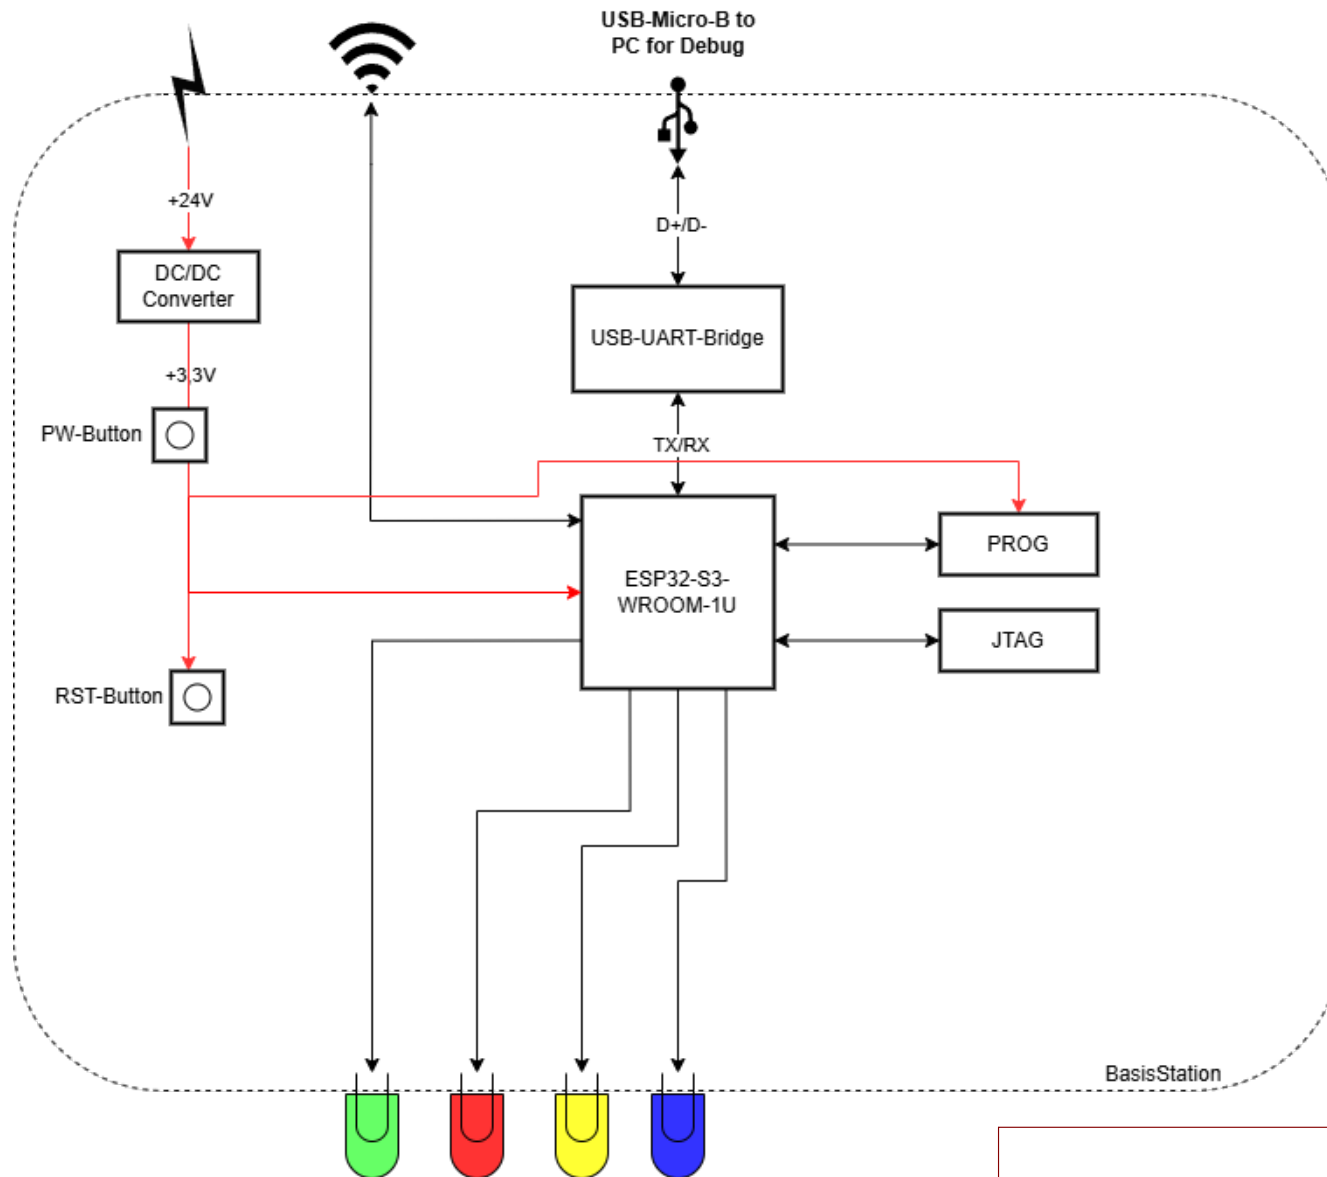 USB-Micro-B to
PC for Debug
+24V
D+/D-
DC/DC
Converter
USB-UART-Bridge
+3,3V
PW-Button
TX/RX
PROG
ESP32-S3-
WROOM-1U
JTAG
RST-Button
BasisStation